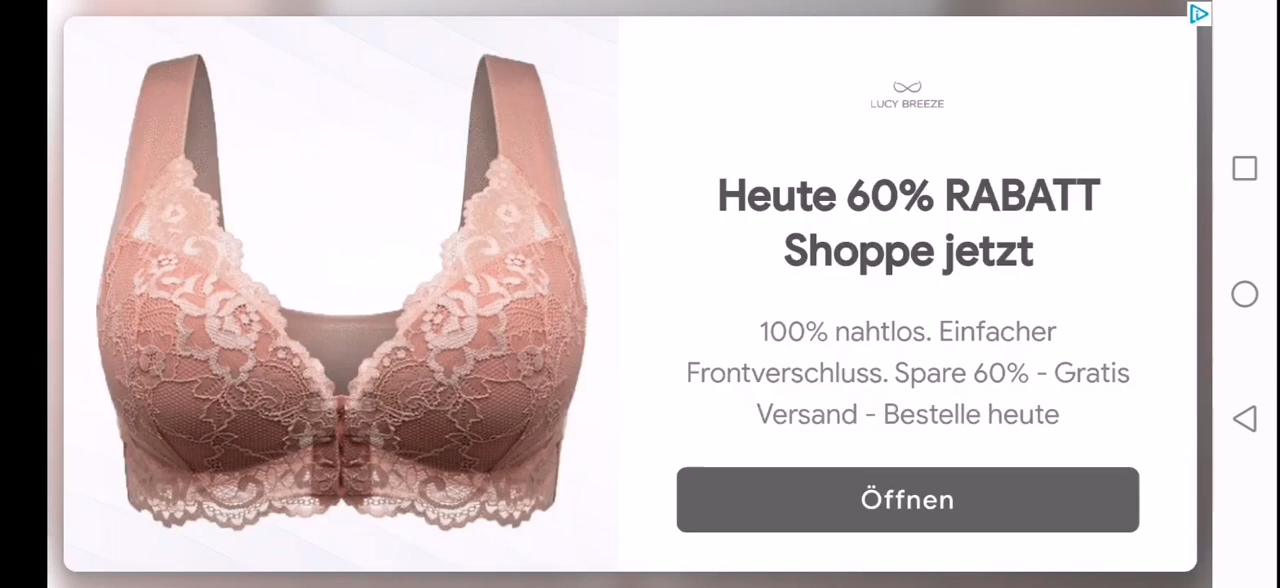 LUCY BREEZE
Heute 60% RABATT
Shoppe jetzt
100% nahtlos. Einfacher
Frontverschluss. Spare 60% - Gratis
Versand - Bestelle heute
Öffnen